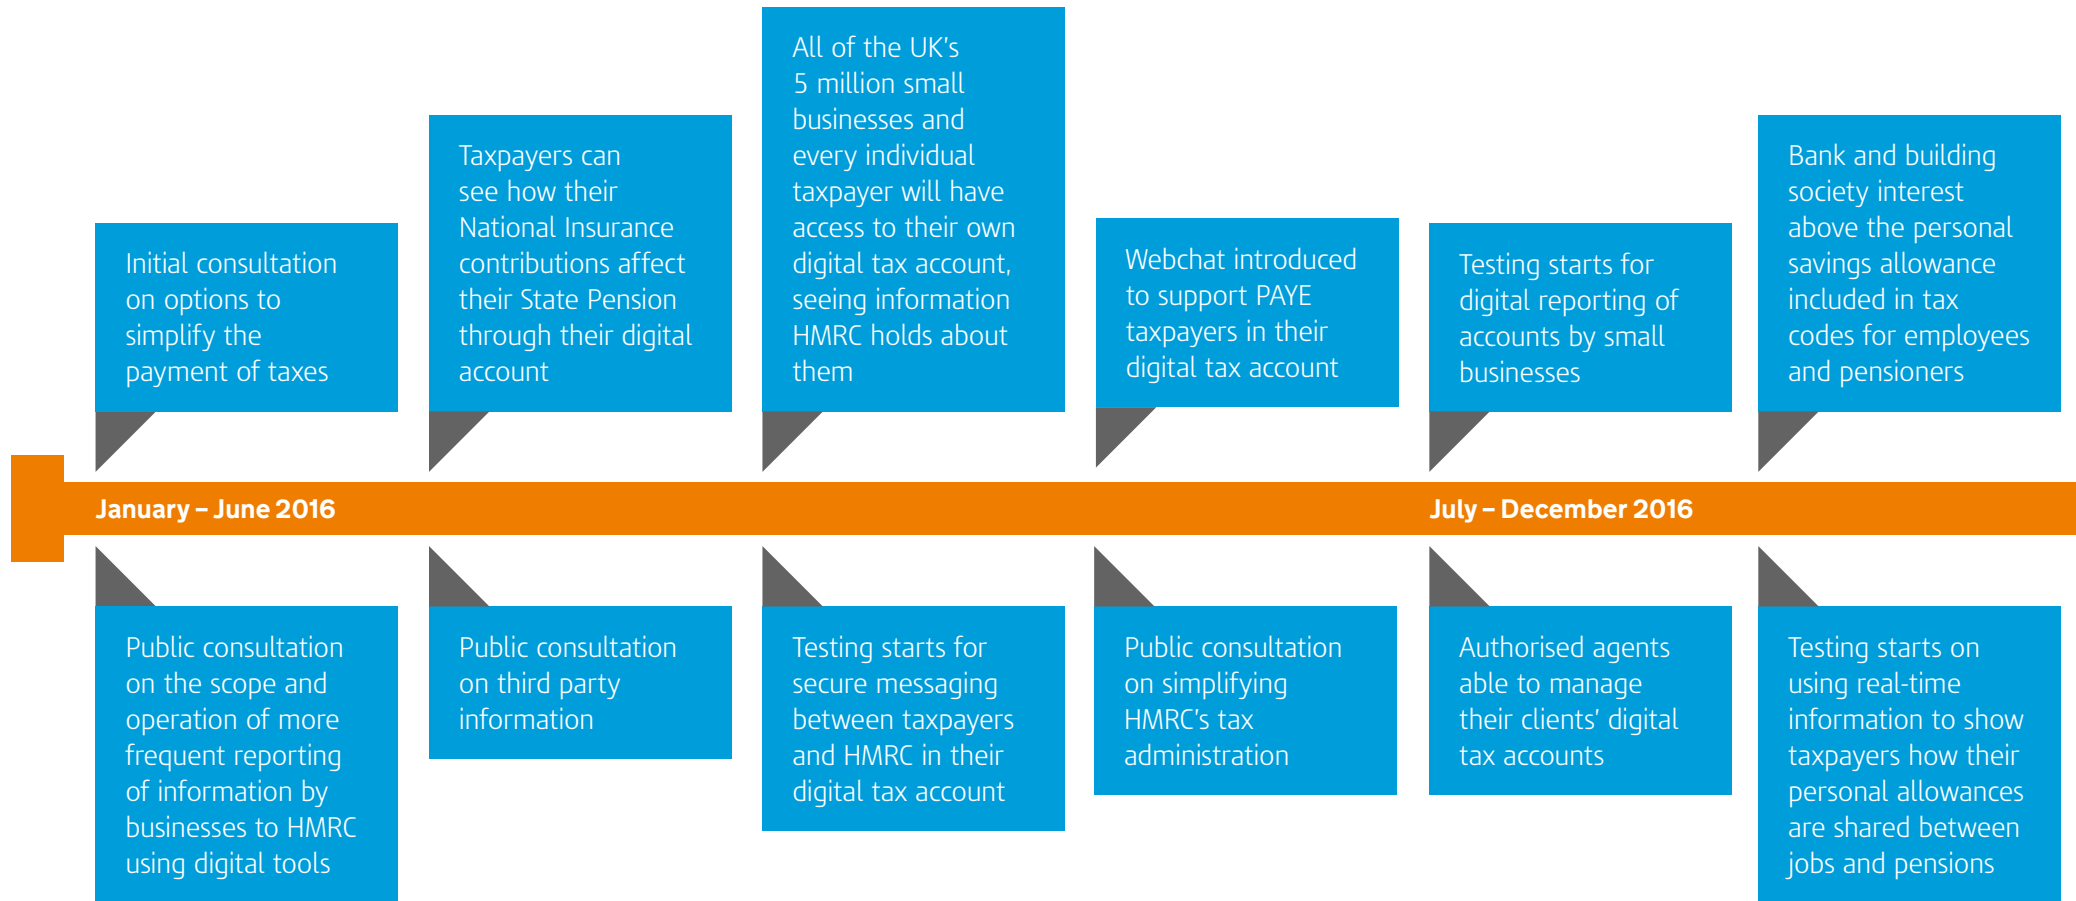 Initial consultation
on options to
simplify the
payment of taxes
Taxpayers can
see how their
National Insurance
contributions affect
their State Pension
through their digital
account
All of the UK's
5 million small
businesses and
every individual
taxpayer will have
access to their own
digital tax account,
seeing information
HMRC holds about
them
Webchat introduced
to support PAYE
taxpayers in their
digital tax account
Testing starts for
digital reporting of
accounts by small
businesses
Bank and building
society interest
above the personal
savings allowance
included in tax
codes for employees
and pensioners
January – June 2016
July – December 2016
Public consultation
on the scope and
operation of more
frequent reporting
of information by
businesses to HMRC
using digital tools
Public consultation
on third party
information
Testing starts for
secure messaging
between taxpayers
and HMRC in their
digital tax account
Public consultation
on simplifying
HMRC's tax
administration
Authorised agents
able to manage
their clients' digital
tax accounts
Testing starts on
using real-time
information to show
taxpayers how their
personal allowances
are shared between
jobs and pensions